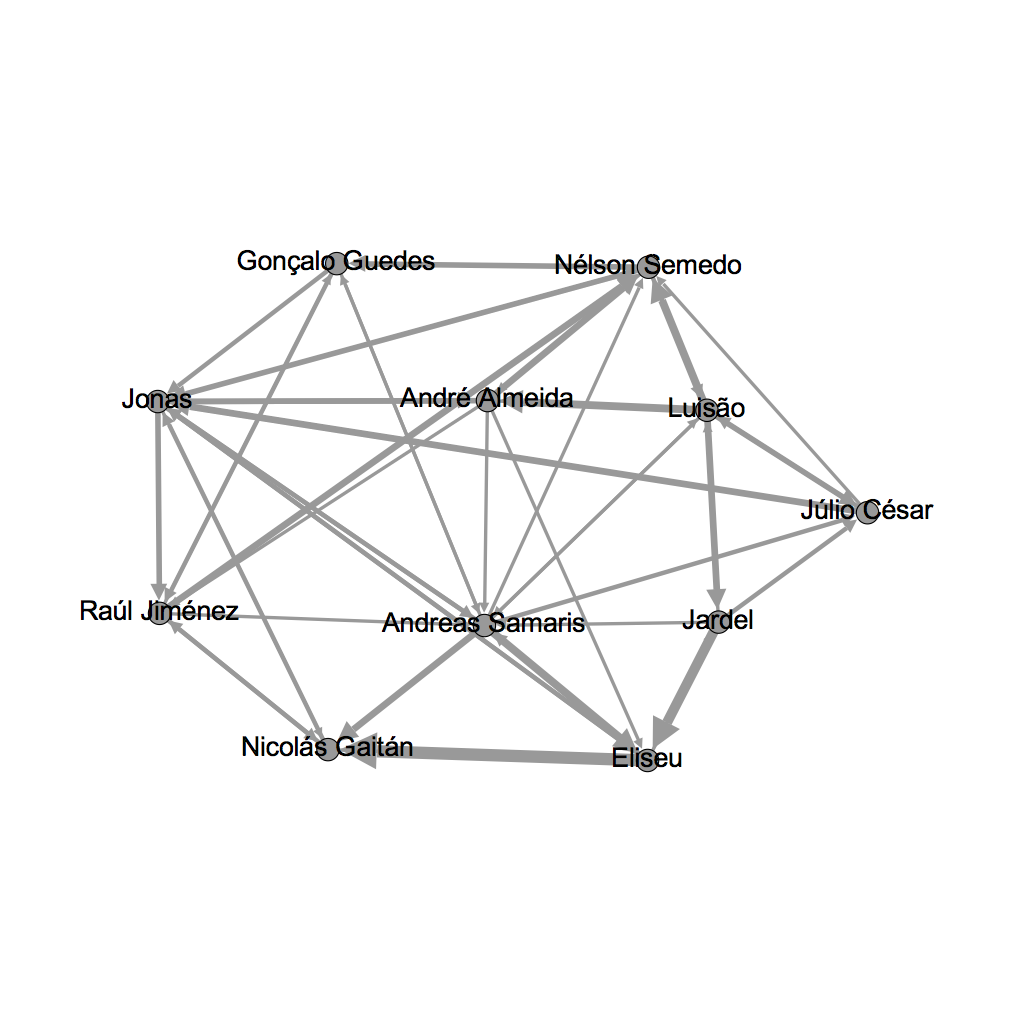 Gonçalo Guedes
Nélson Semedo
Jonas
André Almeida
Luisão
Júlio César
Raúl Jiménez
Andreas Samaris
Jardel
Nicolás Gaitán
Eliseu